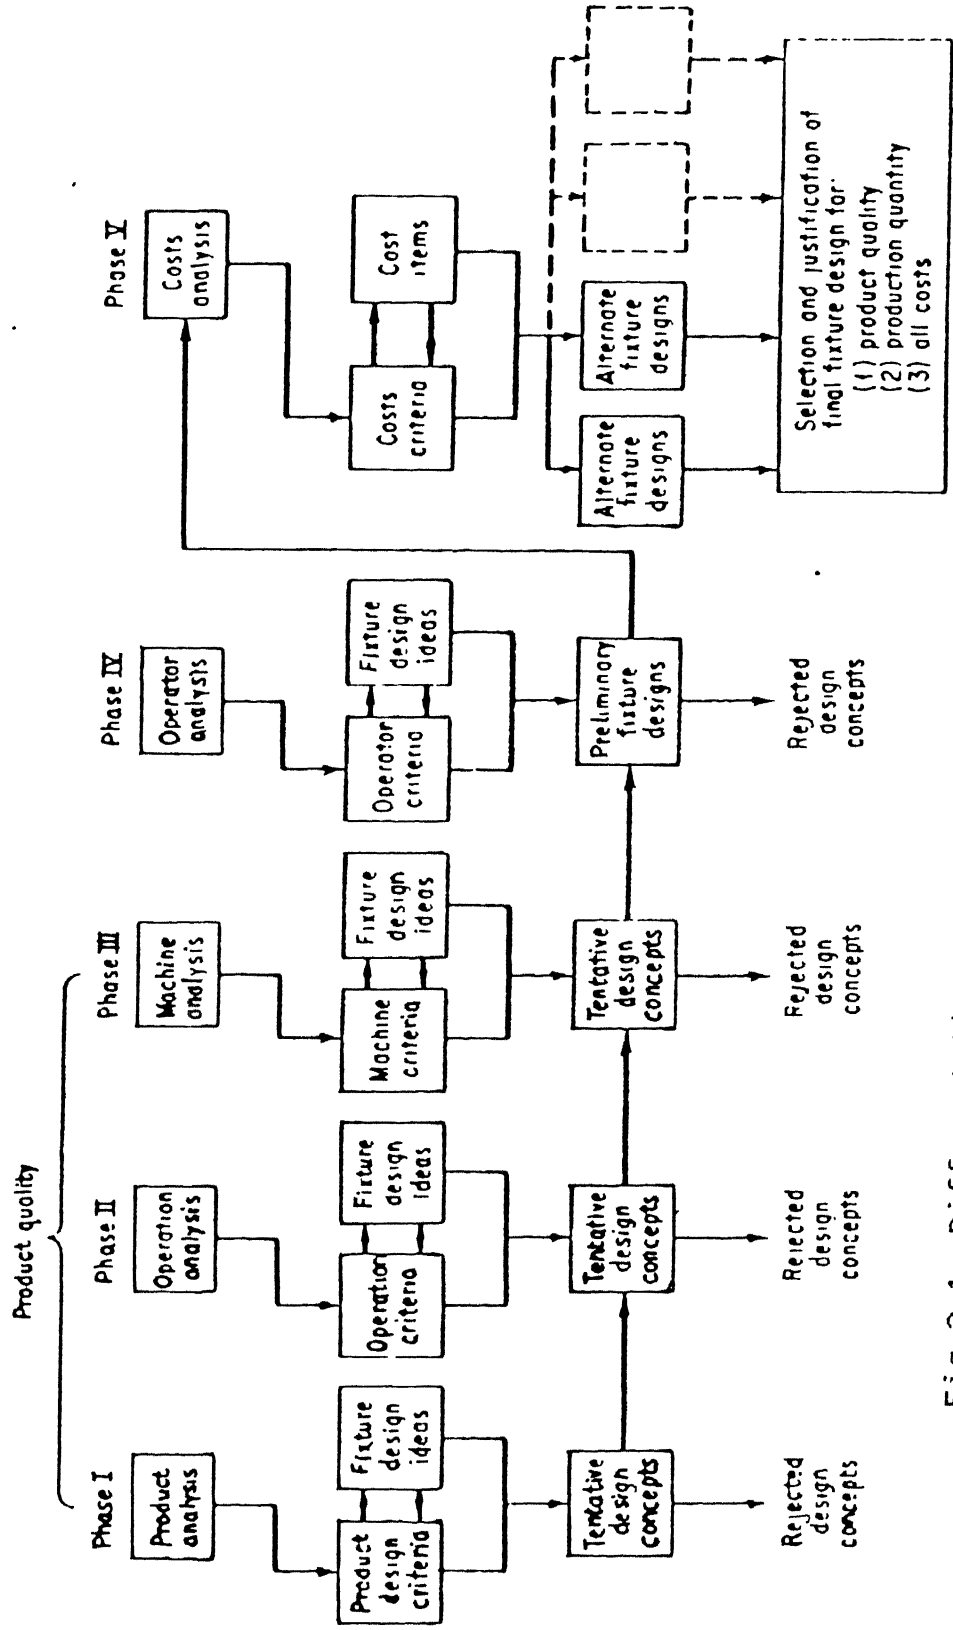 Product quality
Phase I
Phase II
Phase III
Phase IV
Phase V
Product
analysis
Operation
analysis
Machine
analysis
Operator
analysis
Costs
analysis
Product
design
criteria
Fixture
design
ideas
Operation
criteria
Fixture
design
ideas
Machine
criteria
Fixture
design
ideas
Operator
criteria
Fixture
design
ideas
Costs
criteria
Cost
items
Tentative
design
concepts
Tentative
design
concepts
Tentative
design
concepts
Preliminary
fixture
designs
Alternate
fixture
designs
Alternate
fixture
designs
Rejected
design
concepts
Rejected
design
concepts
Rejected
design
concepts
Rejected
design
concepts
Selection and justification of
final fixture design for:
(1) product quality
(2) production quantity
(3) all costs